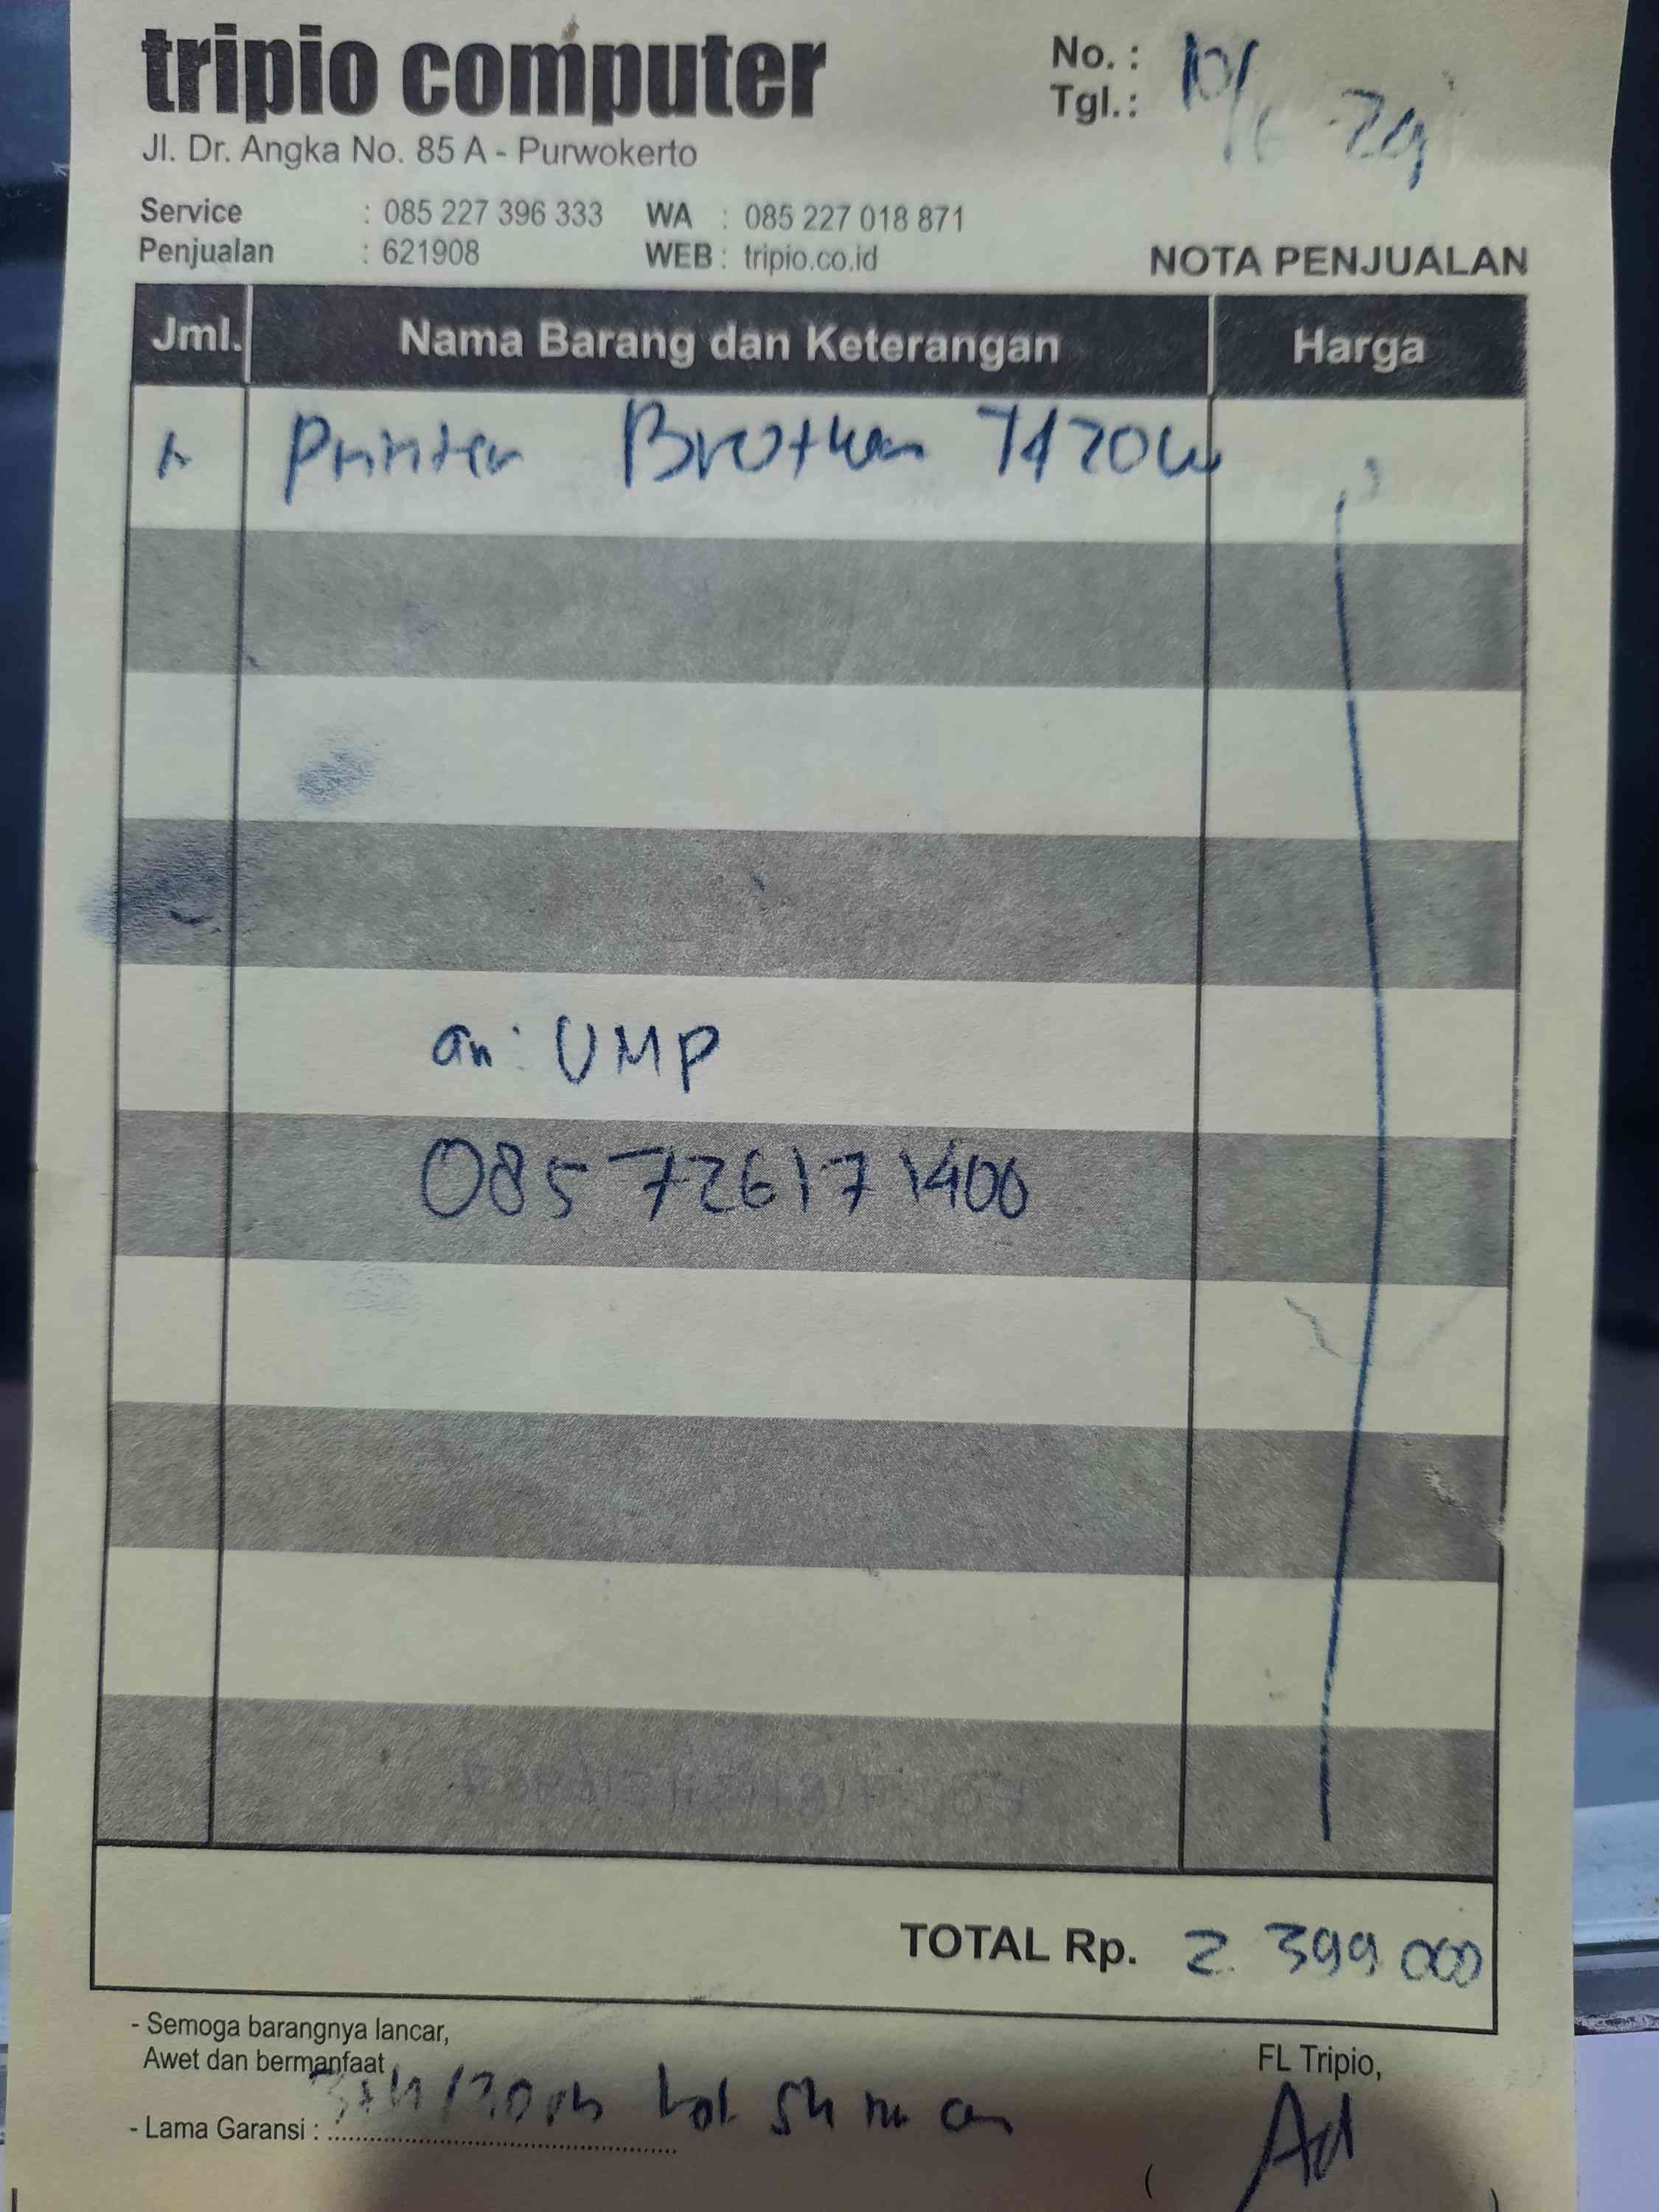 tripio computer
Jl. Dr. Angka No. 85 A - Purwokerto
No. :
Tgl.: 10/6
Service : 085 227 396 333 WA : 085 227 018 871
Penjualan : 621908 WEB : tripio.co.id
NOTA PENJUALAN
Jml. Nama Barang dan Keterangan Harga
1 Printer Brother T420W
an: UMP
085726171400
TOTAL Rp. 2.399.000
- Semoga barangnya lancar,
Awet dan bermanfaat
FL Tripio,
- Lama Garansi :